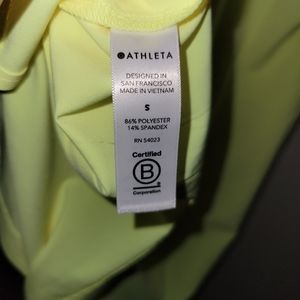 ATHLETA
DESIGNED IN
SAN FRANCISCO
MADE IN VIETNAM
S
86% POLYESTER
14% SPANDEX
RN 54023
Certified
B
Corporation